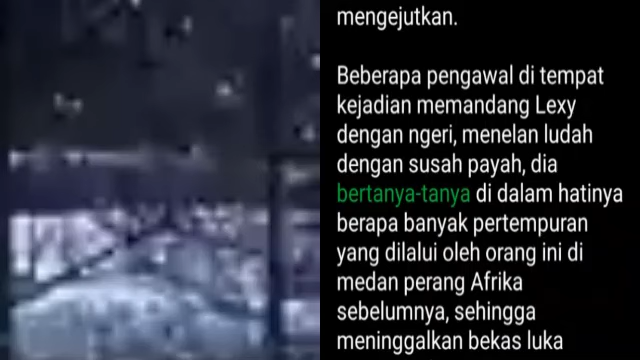 mengejutkan.
Beberapa pengawal di tempat
kejadian memandang Lexy
dengan ngeri, menelan ludah
dengan susah payah, dia
bertanya-tanya di dalam hatinya
berapa banyak pertempuran
yang dilalui oleh orang ini di
medan perang Afrika
sebelumnya, sehingga
meninggalkan bekas luka